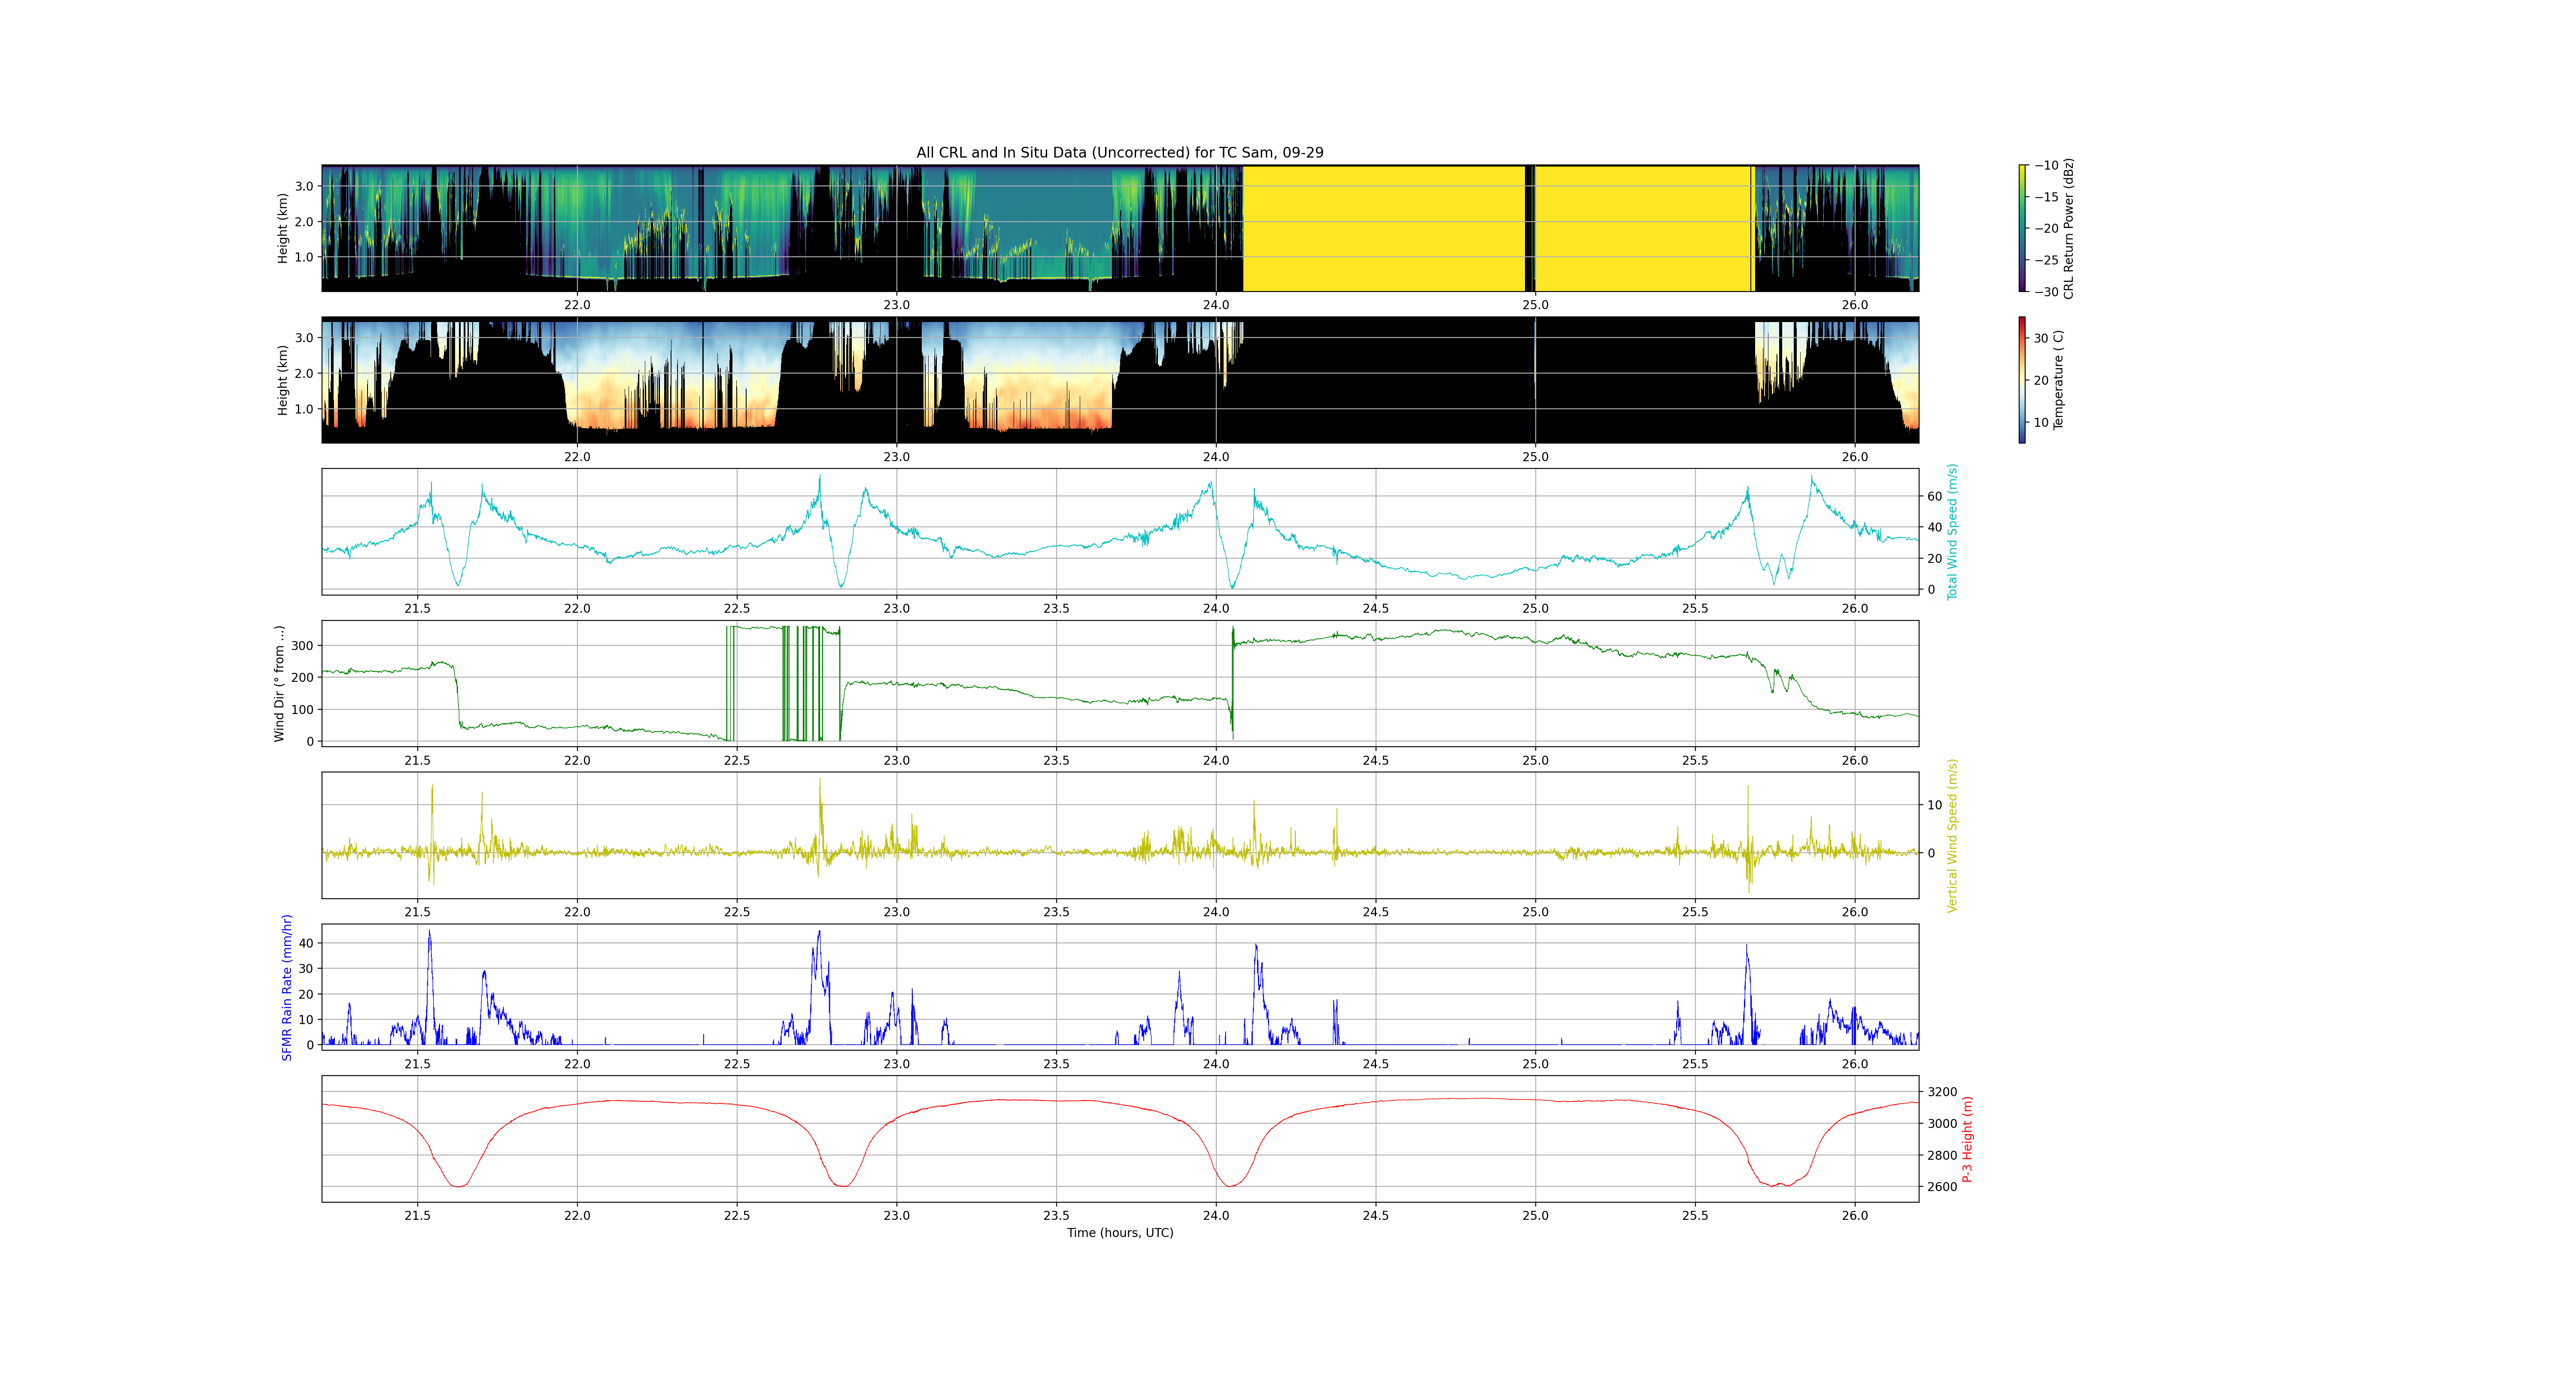 All CRL and In Situ Data (Uncorrected) for TC Sam, 09-29
Height (km)
3.0
2.0
1.0
22.0 23.0 24.0 25.0 26.0
−10
−15
−20
−25
−30
CRL Return Power (dBz)
Height (km)
3.0
2.0
1.0
22.0 23.0 24.0 25.0 26.0
30
20
10
Temperature ( C)
60
40
20
0
Total Wind Speed (m/s)
21.5 22.0 22.5 23.0 23.5 24.0 24.5 25.0 25.5 26.0
Wind Dir (° from ...)
300
200
100
0
21.5 22.0 22.5 23.0 23.5 24.0 24.5 25.0 25.5 26.0
10
0
Vertical Wind Speed (m/s)
21.5 22.0 22.5 23.0 23.5 24.0 24.5 25.0 25.5 26.0
SFMR Rain Rate (mm/hr)
40
30
20
10
0
21.5 22.0 22.5 23.0 23.5 24.0 24.5 25.0 25.5 26.0
3200
3000
2800
2600
P-3 Height (m)
21.5 22.0 22.5 23.0 23.5 24.0 24.5 25.0 25.5 26.0
Time (hours, UTC)